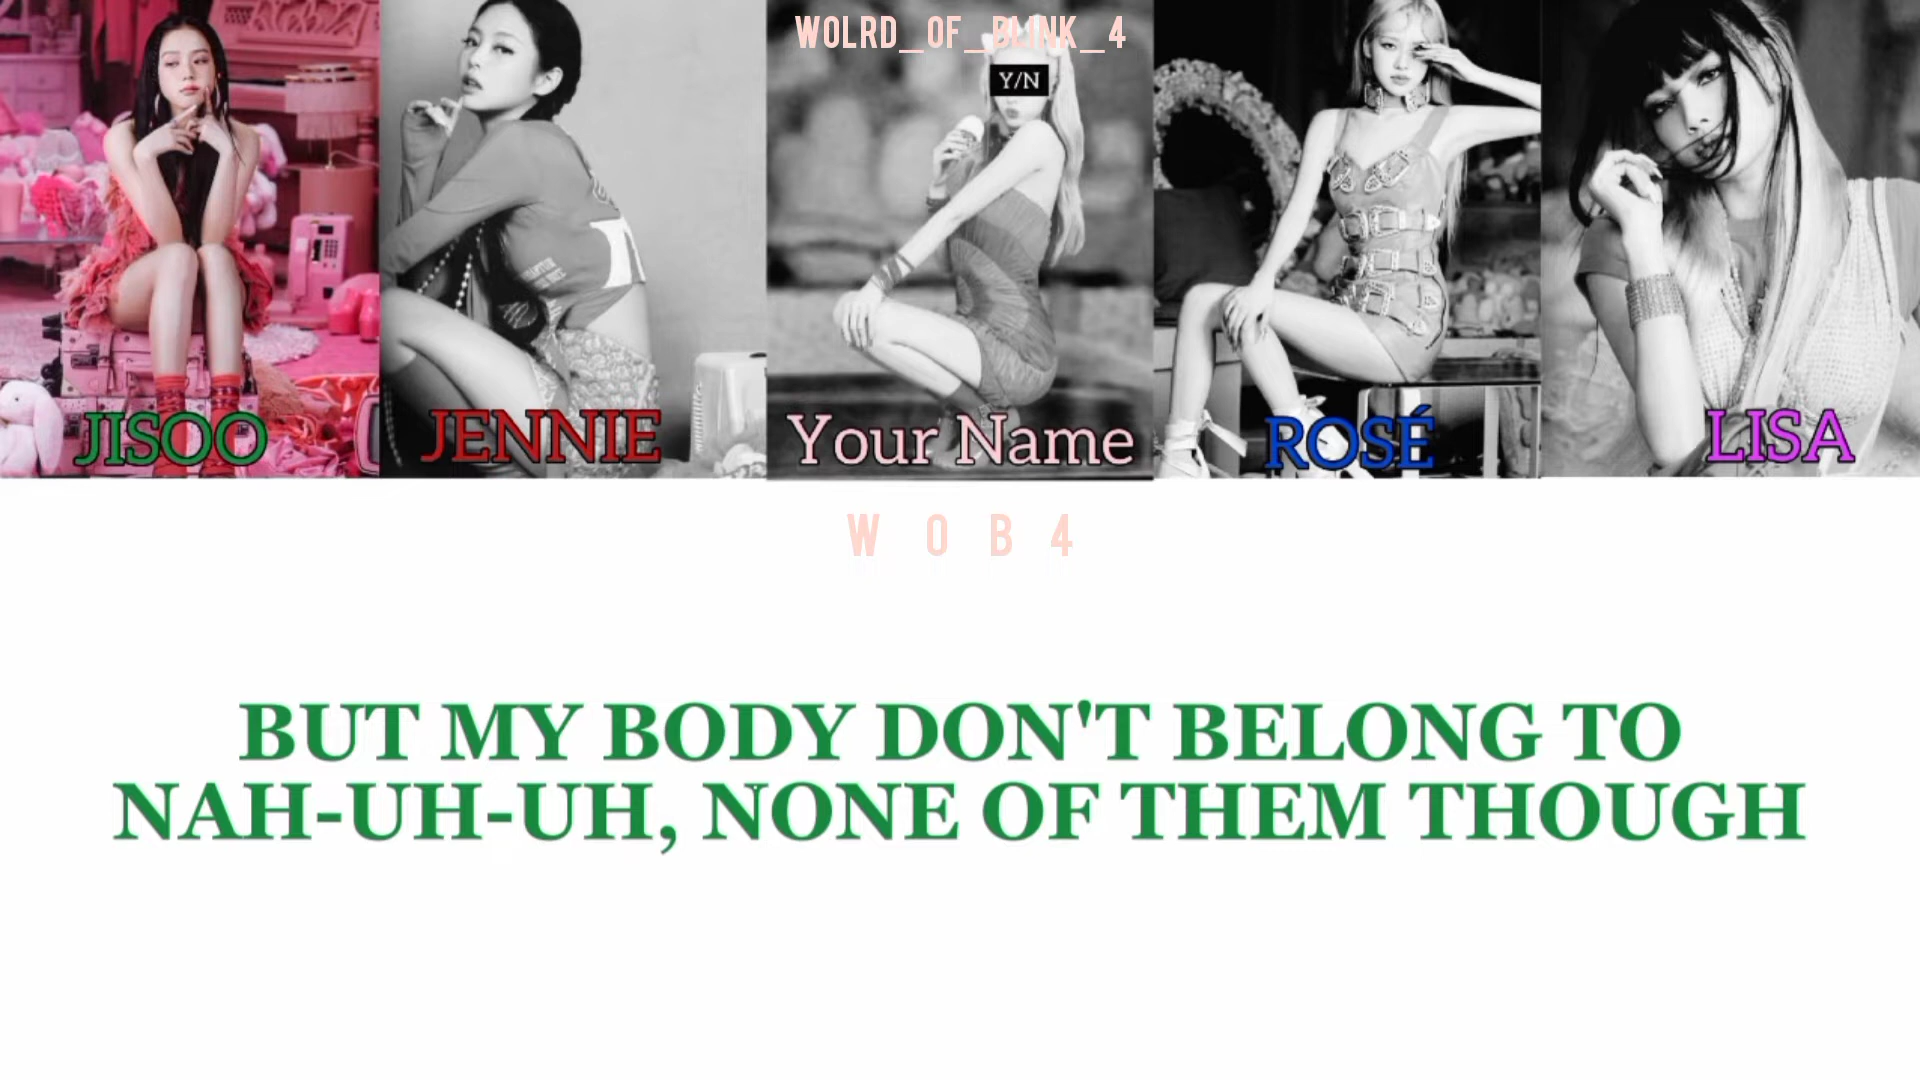 WOLRD_OF_BLINK_4
Y/N
JISOO
JENNIE
Your Name
ROSÉ
LISA
W O B 4
BUT MY BODY DON'T BELONG TO
NAH-UH-UH, NONE OF THEM THOUGH